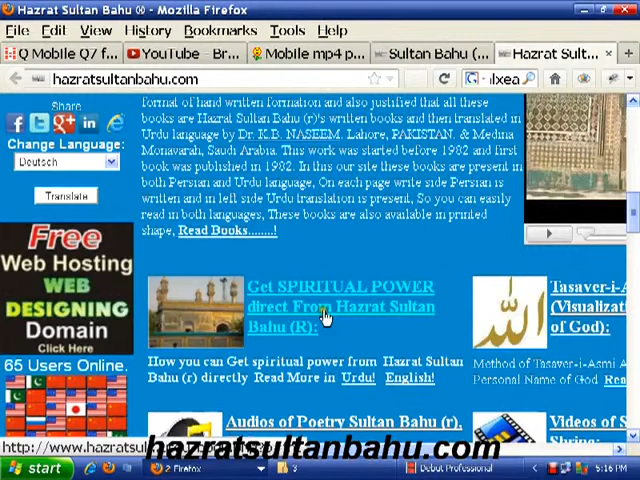 Hazrat Sultan Bahu ® - Mozilla Firefox
File Edit View History Bookmarks Tools Help
Q Mobile Q7 f...
YouTube - Br...
Mobile mp4 p...
Sultan Bahu (...
Hazrat Sult...
hazratsultanbahu.com
Share
Change Language:
Deutsch
Translate
Free
Web Hosting
WEB
DESIGNING
Domain
Click Here
65 Users Online.
format of hand written formation and also justified that all these
books are Hazrat Sultan Bahu (r)'s written books and then translated in
Urdu language by Dr. K.B. NASEEM, Lahore, PAKISTAN, & Medina
Monavarah, Saudi Arabia. This work was started before 1982 and first
book was published in 1982. In this our site these books are present in
both Persian and Urdu language, On each page write side Persian is
written and in left side Urdu translation is present, So you can easily
read in both languages, These books are also available in printed
shape, Read Books........!
Get SPIRITUAL POWER
direct From Hazrat Sultan
Bahu (R):
How you can Get spiritual power from Hazrat Sultan
Bahu (r) directly Read More in Urdu! English!
الله
Tasaver-i-A
(Visualizati
of God):
Method of Tasaver-i-Asmi A
Personal Name of God Rea
Audios of Poetry Sultan Bahu (r),
Videos of S
http://www.hazratsul
hazratsultanbahu.com
start
2 Firefox
3
Debut Professional
5:16 PM